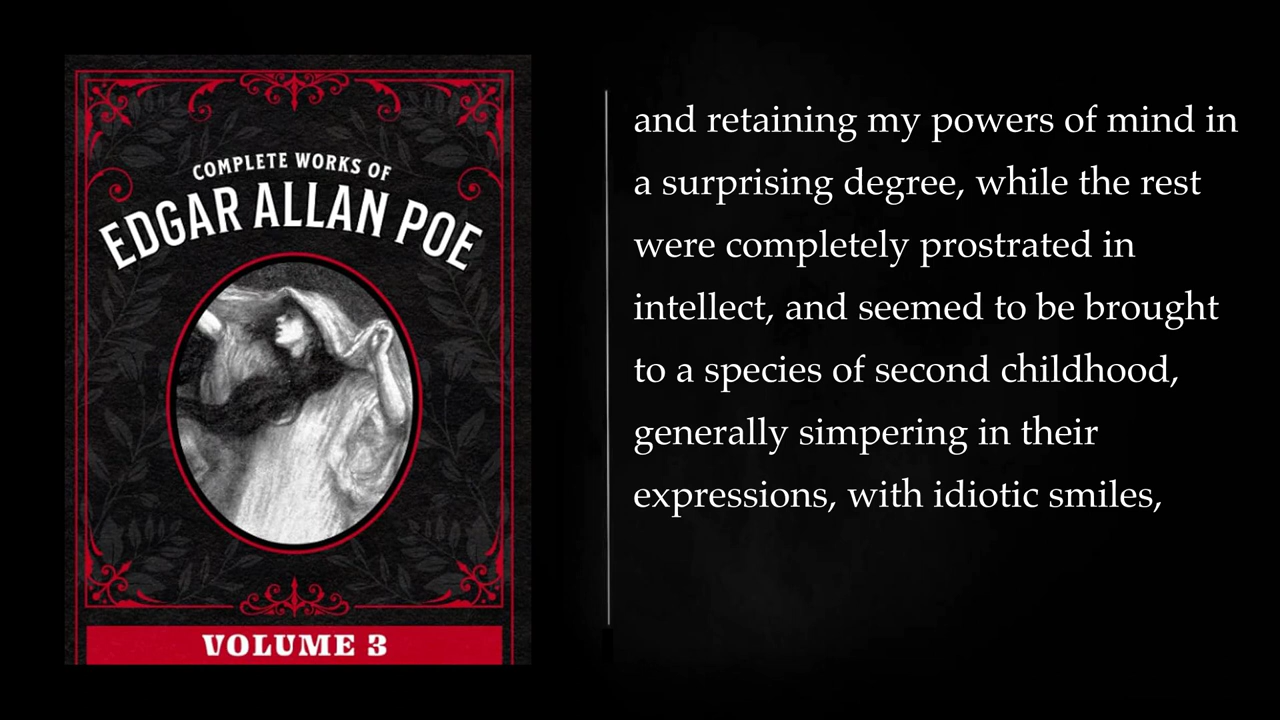 COMPLETE WORKS OF
EDGAR ALLAN POE
VOLUME 3
and retaining my powers of mind in
a surprising degree, while the rest
were completely prostrated in
intellect, and seemed to be brought
to a species of second childhood,
generally simpering in their
expressions, with idiotic smiles,